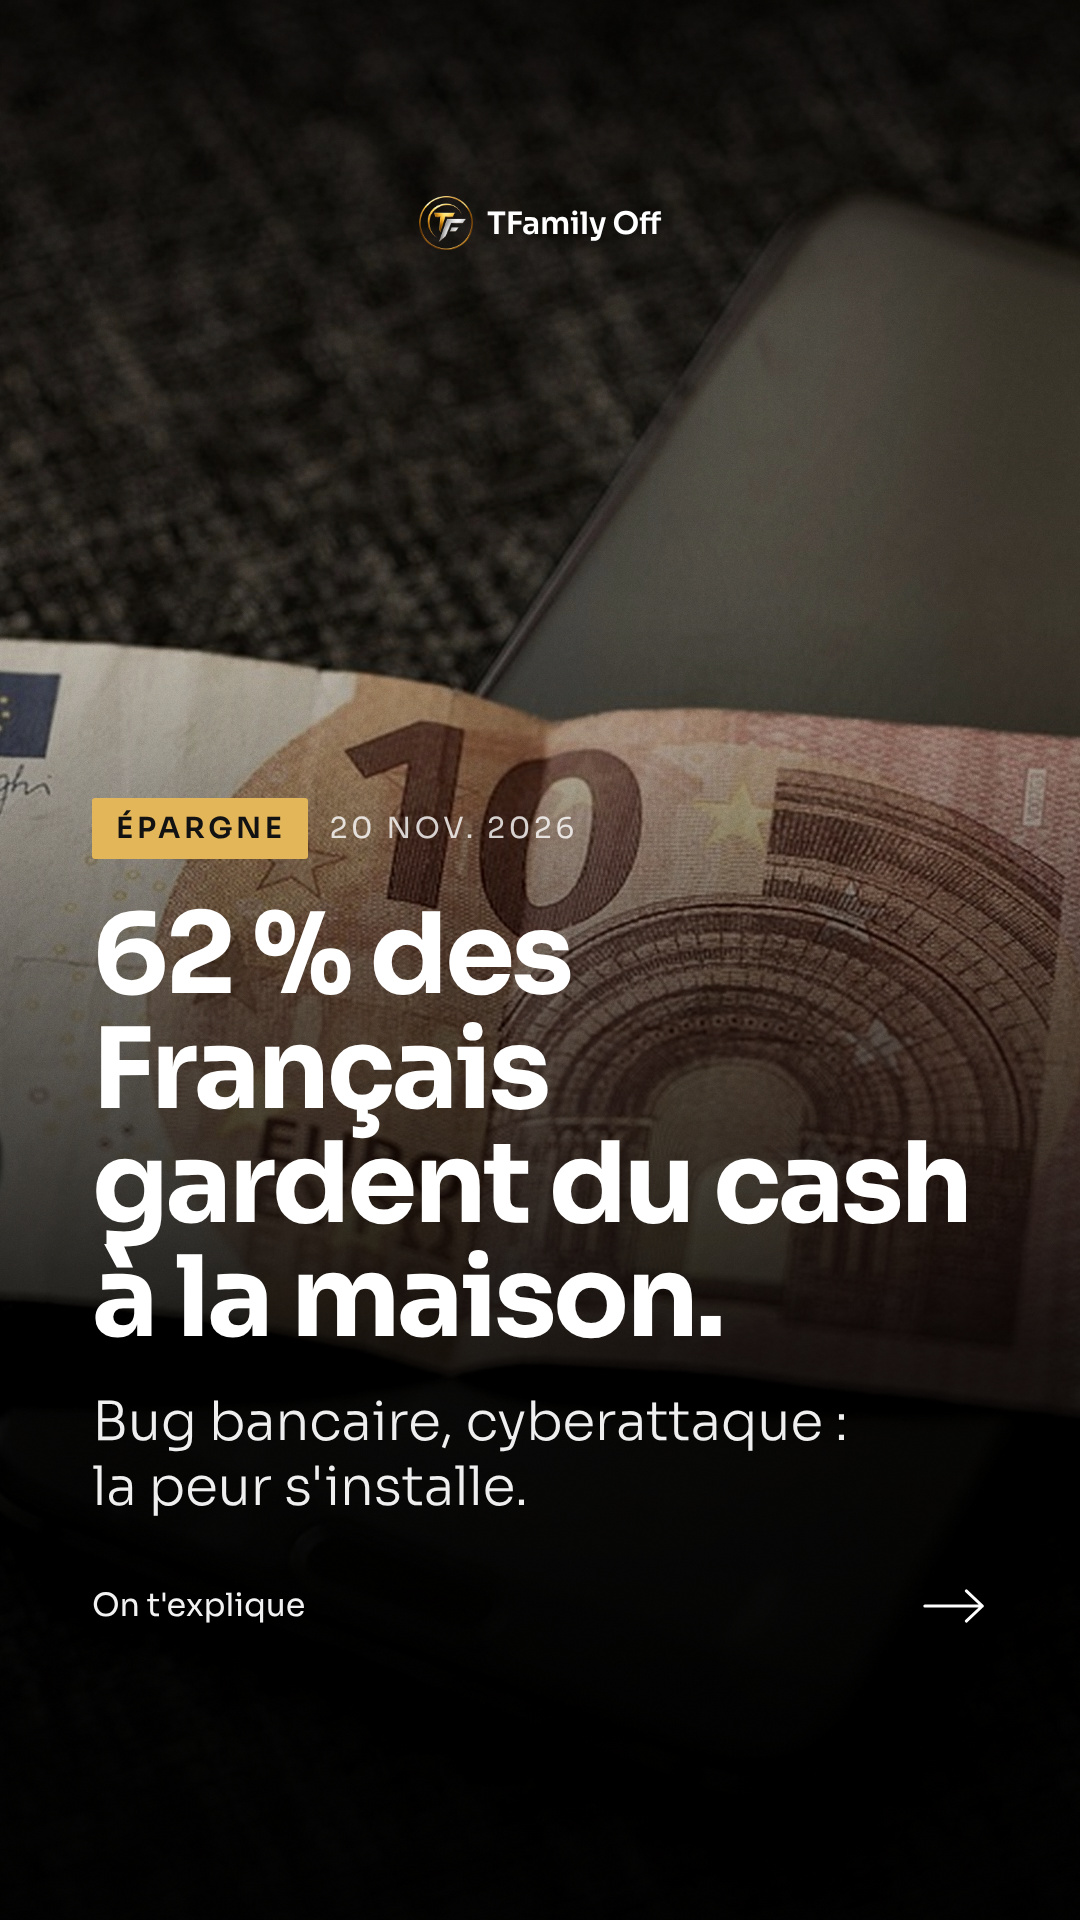 TFamily Off
10
ÉPARGNE 20 NOV. 2026
62 % des
Français
gardent du cash
à la maison.
Bug bancaire, cyberattaque :
la peur s'installe.
On t'explique